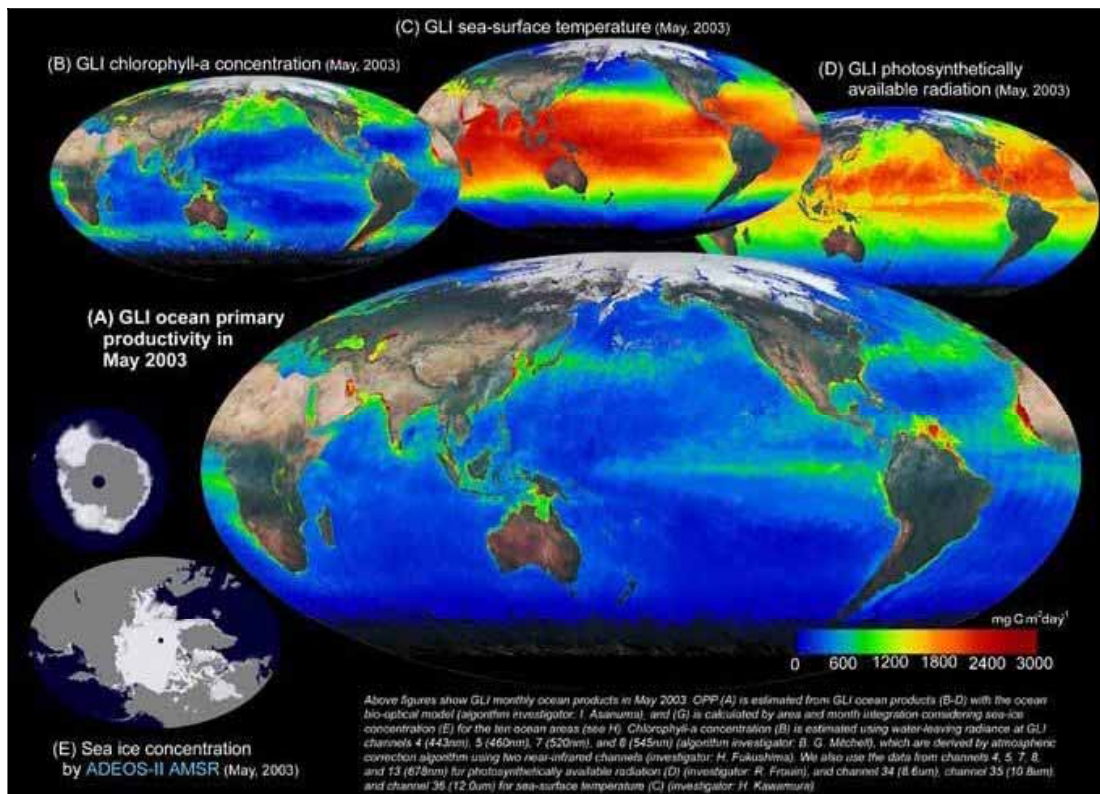 (C) GLI sea-surface temperature (May, 2003)
(B) GLI chlorophyll-a concentration (May, 2003)
(D) GLI photosynthetically
available radiation (May, 2003)
(A) GLI ocean primary
productivity in
May 2003
mg C m² day⁻¹
0 600 1200 1800 2400 3000
(E) Sea ice concentration
by ADEOS-II AMSR (May, 2003)
Above figures show GLI monthly ocean products in May 2003. OPP (A) is estimated from GLI ocean products (B-D) with the ocean
bio-optical model (algorithm investigator: I. Asanuma), and (G) is calculated by area and month integration considering sea-ice
concentration (E) for the ten ocean areas (see H). Chlorophyll-a concentration (B) is estimated using water-leaving radiance at GLI
channels 4 (443nm), 5 (460nm), 7 (520nm), and 8 (545nm) (algorithm investigator: B. G. Mitchell), which are derived by atmospheric
correction algorithm using two near-infrared channels (investigator: H. Fukushima). We also use the data from channels 4, 5, 7, 8,
and 13 (678nm) for photosynthetically available radiation (D) (investigator: R. Frouin), and channel 34 (8.6um), channel 35 (10.8um),
and channel 36 (12.0um) for sea-surface temperature (C) (investigator: H. Kawamura)